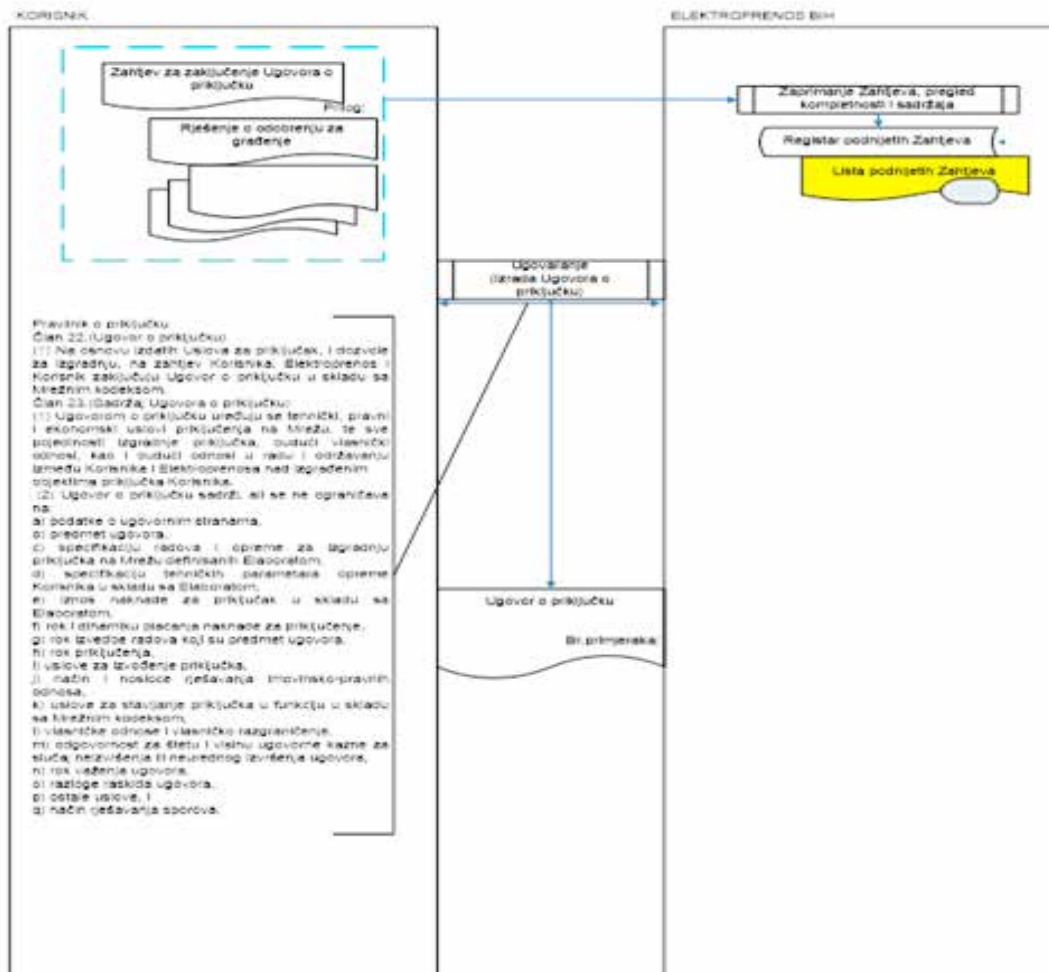 KORISNIK
ELEKTROPRENOS BIH
Zahtjev za zaključenje Ugovora o
priključku
Prilog:
Rješenje o odobrenju za
građenje
Zaprimanje Zahtjeva, pregled
kompletnosti i sadržaja
Registar podnijetih Zahtjeva
Lista podnijetih Zahtjeva
Ugovaranje
(Izrada Ugovora o
priključku)
Pravilnik o priključku
Član 22.(Ugovor o priključku)
(1) Na osnovu izdatih Uslova za priključak, i dozvole
za izgradnju, na zahtjev Korisnika, Elektroprenos i
Korisnik zaključuju Ugovor o priključku u skladu sa
Mrežnim kodeksom.
Član 23.(Sadržaj Ugovora o priključku)
(1) Ugovorom o priključku uređuju se tehnički, pravni
i ekonomski uslovi priključenja na Mrežu, te sve
pojedinosti izgradnje priključka, budući vlasnički
odnosi, kao i budući odnosi u radu i održavanju
između Korisnika i Elektroprenosa nad izgrađenim
objektima priključka Korisnika.
(2) Ugovor o priključku sadrži, ali se ne ograničava
na:
a) podatke o ugovornim stranama,
b) predmet ugovora,
c) specifikaciju radova i opreme za izgradnju
priključka na Mrežu definisanih Elaboratom,
d) specifikaciju tehničkih parametara opreme
Korisnika u skladu sa Elaboratom,
e) iznos naknade za priključak u skladu sa
Elaboratom,
f) rok i dinamiku plaćanja naknade za priključenje,
g) rok izvedbe radova koji su predmet ugovora,
h) rok priključenja,
i) uslove za izvođenje priključka,
j) način i nosioce rješavanja imovinsko-pravnih
odnosa,
k) uslove za stavljanje priključka u funkciju u skladu
sa Mrežnim kodeksom,
l) vlasničke odnose i vlasničko razgraničenje,
m) odgovornost za štetu i visinu ugovorne kazne za
slučaj neizvršenja ili neurednog izvršenja ugovora,
n) rok važenja ugovora,
o) razloge raskida ugovora,
p) ostale uslove, i
q) način rješavanja sporova.
Ugovor o priključku
Br.primjeraka: